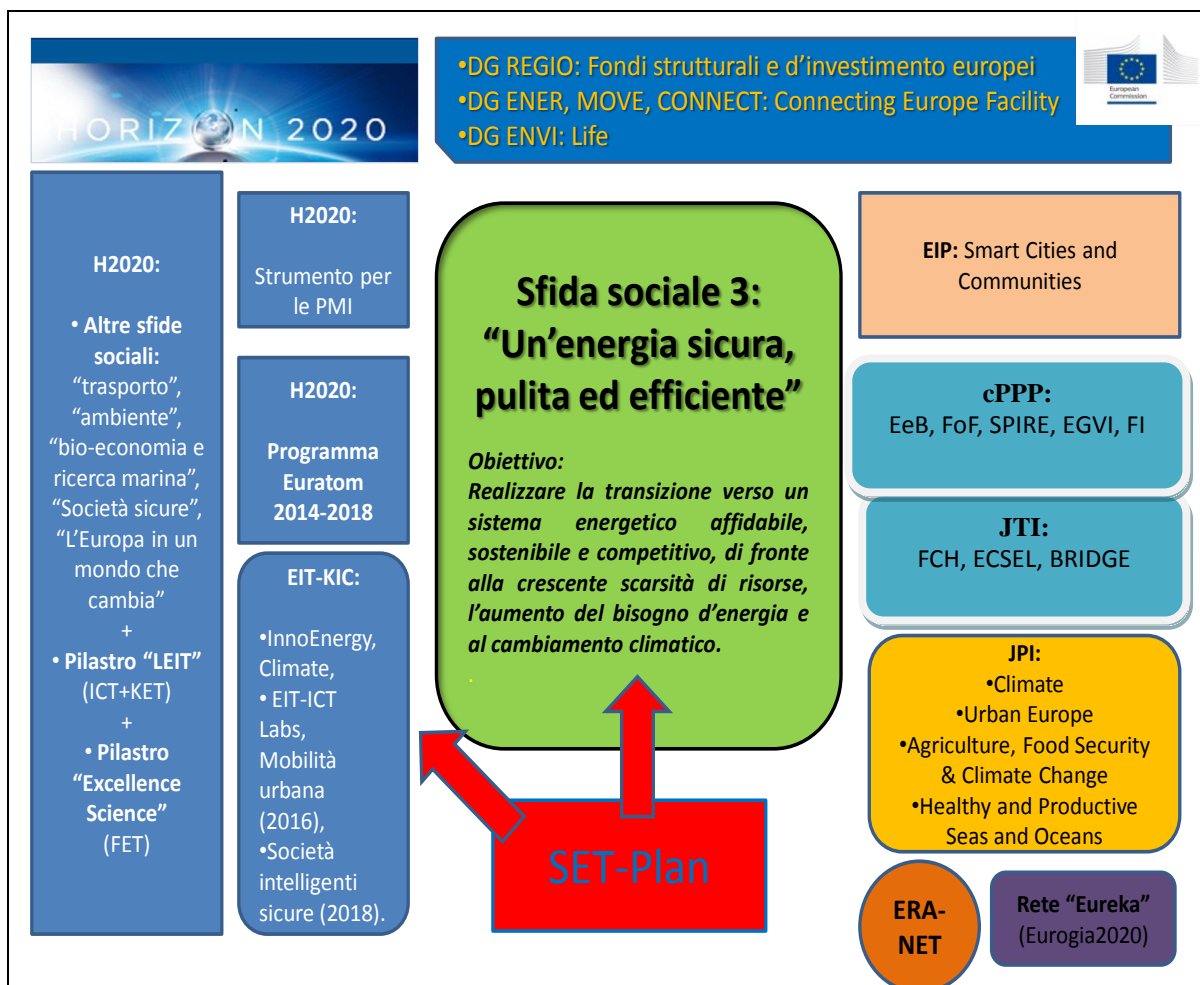 HORIZON 2020
•DG REGIO: Fondi strutturali e d'investimento europei
•DG ENER, MOVE, CONNECT: Connecting Europe Facility
•DG ENVI: Life
European
Commission
H2020:
• Altre sfide
sociali:
“trasporto”,
“ambiente”,
“bio-economia e
ricerca marina”,
“Società sicure”,
“L’Europa in un
mondo che
cambia”
+
• Pilastro “LEIT”
(ICT+KET)
+
• Pilastro
“Excellence
Science”
(FET)
H2020:
Strumento per
le PMI
H2020:
Programma
Euratom
2014-2018
EIT-KIC:
•InnoEnergy,
Climate,
• EIT-ICT
Labs,
Mobilità
urbana
(2016),
•Società
intelligenti
sicure (2018).
Sfida sociale 3:
“Un’energia sicura,
pulita ed efficiente”
Obiettivo:
Realizzare la transizione verso un
sistema energetico affidabile,
sostenibile e competitivo, di fronte
alla crescente scarsità di risorse,
l’aumento del bisogno d’energia e
al cambiamento climatico.
.
SET-Plan
EIP: Smart Cities and
Communities
cPPP:
EeB, FoF, SPIRE, EGVI, FI
JTI:
FCH, ECSEL, BRIDGE
JPI:
•Climate
•Urban Europe
•Agriculture, Food Security
& Climate Change
•Healthy and Productive
Seas and Oceans
ERA-
NET
Rete “Eureka”
(Eurogia2020)